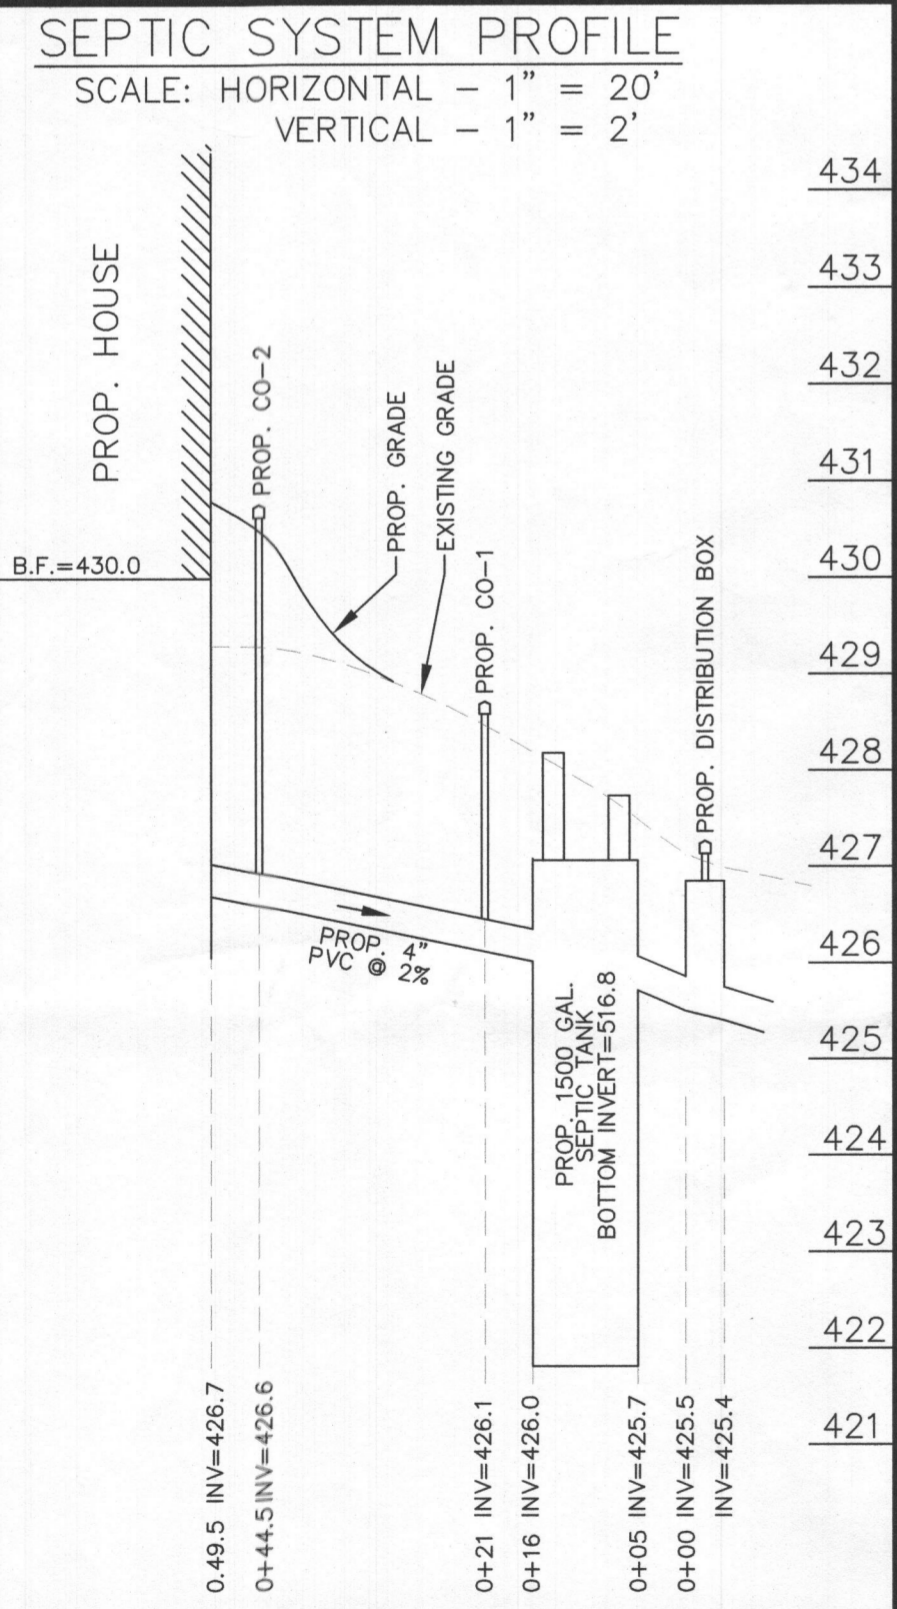 SEPTIC SYSTEM PROFILE
SCALE: HORIZONTAL - 1" = 20'
VERTICAL - 1" = 2'
PROP. HOUSE
B.F.=430.0
PROP. CO-2
PROP. GRADE
EXISTING GRADE
PROP. CO-1
PROP. DISTRIBUTION BOX
PROP. 4"
PVC @ 2%
PROP. 1500 GAL.
SEPTIC TANK
BOTTOM INVERT=516.8
434
433
432
431
430
429
428
427
426
425
424
423
422
421
0.49.5 INV=426.7
0+44.5 INV=426.6
0+21 INV=426.1
0+16 INV=426.0
0+05 INV=425.7
0+00 INV=425.5
INV=425.4